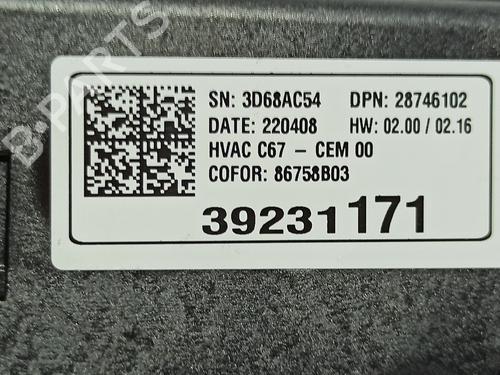 B-PARTS
SN: 3D68AC54 DPN: 28746102
DATE: 220408 HW: 02.00 / 02.16
HVAC C67 – CEM 00
COFOR: 86758B03
39231171